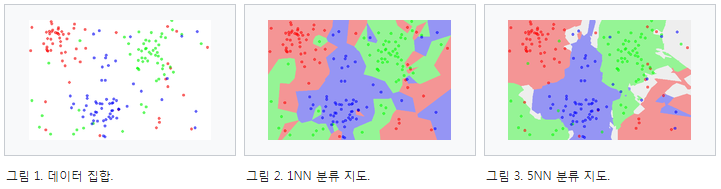 그림 1. 데이터 집합.
그림 2. 1NN 분류 지도.
그림 3. 5NN 분류 지도.